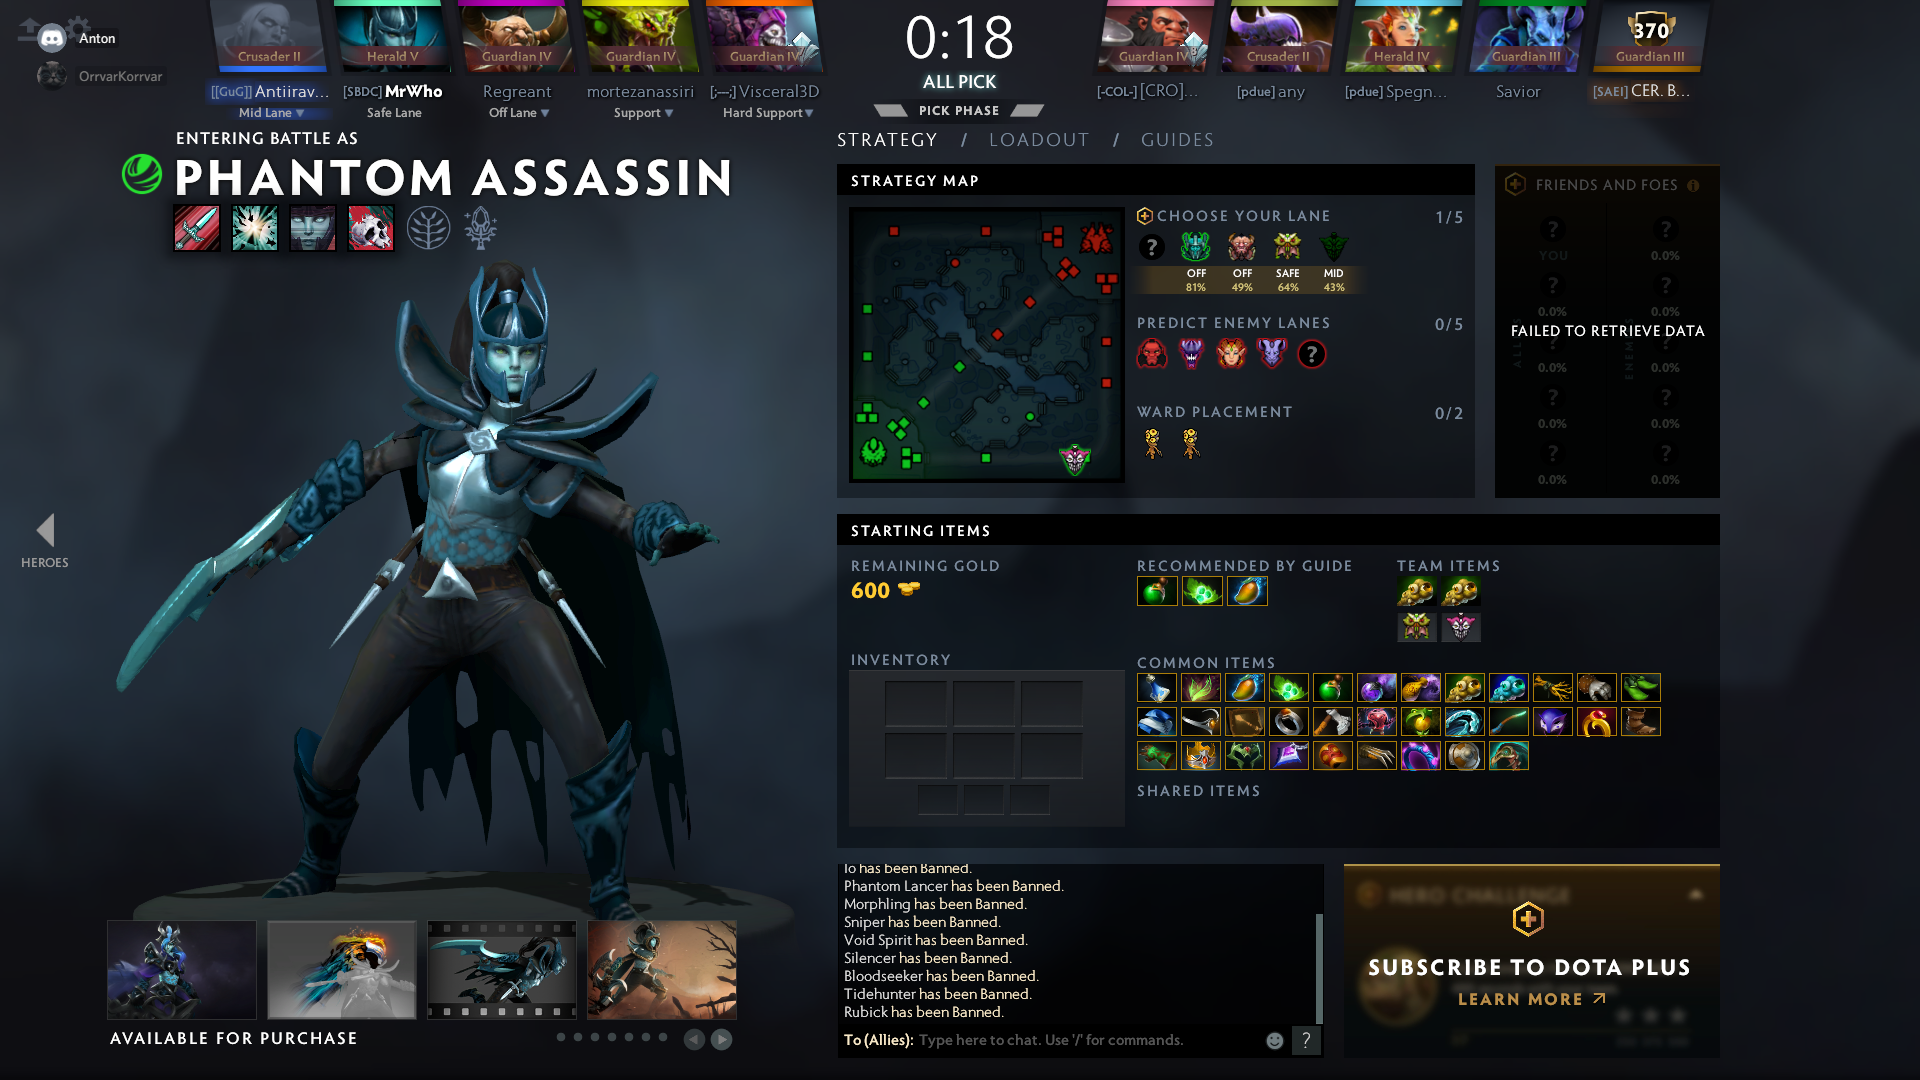 Anton
OrrvarKorrvar
Crusader II
Herald V
Guardian IV
Guardian IV
Guardian IV
0:18
ALL PICK
PICK PHASE
Guardian IV
Crusader II
Herald IV
Guardian III
370
Guardian III
[[GuG]] Antiirav...
[SBDC] MrWho
Regreant
mortezanassiri
[;---;] Visceral3D
[-COL-] [CRO]...
[pdue] any
[pdue] Spegn...
Savior
[SAEI] CER. B...
Mid Lane
Safe Lane
Off Lane
Support
Hard Support
ENTERING BATTLE AS
PHANTOM ASSASSIN
HEROES
AVAILABLE FOR PURCHASE
STRATEGY / LOADOUT / GUIDES
STRATEGY MAP
CHOOSE YOUR LANE 1/5
?
OFF OFF SAFE MID
81% 49% 64% 43%
PREDICT ENEMY LANES 0/5
?
WARD PLACEMENT 0/2
FRIENDS AND FOES
? ?
YOU 0.0%
? ?
0.0% 0.0%
FAILED TO RETRIEVE DATA
0.0% 0.0%
? ?
0.0% 0.0%
? ?
0.0% 0.0%
STARTING ITEMS
REMAINING GOLD
600
RECOMMENDED BY GUIDE
TEAM ITEMS
INVENTORY
COMMON ITEMS
SHARED ITEMS
Io has been Banned.
Phantom Lancer has been Banned.
Morphling has been Banned.
Sniper has been Banned.
Void Spirit has been Banned.
Silencer has been Banned.
Bloodseeker has been Banned.
Tidehunter has been Banned.
Rubick has been Banned.
To (Allies): Type here to chat. Use '/' for commands.
?
HERO CHALLENGE
SUBSCRIBE TO DOTA PLUS
LEARN MORE